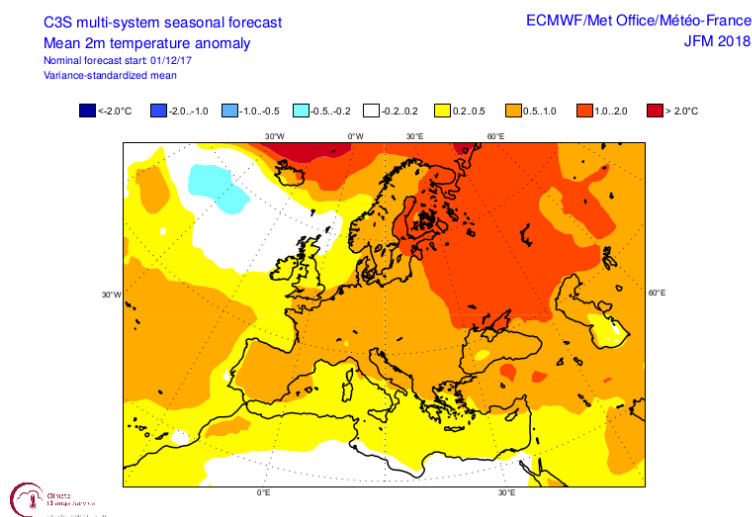 C3S multi-system seasonal forecast
ECMWF/Met Office/Météo-France
Mean 2m temperature anomaly
JFM 2018
Nominal forecast start: 01/12/17
Variance-standardized mean
<-2.0°C
-2.0..-1.0
-1.0..-0.5
-0.5..-0.2
-0.2..0.2
0.2..0.5
0.5..1.0
1.0..2.0
> 2.0°C
30°W
0°W
30°E
60°E
30°W
60°E
0°E
30°E
Climate
Change Service